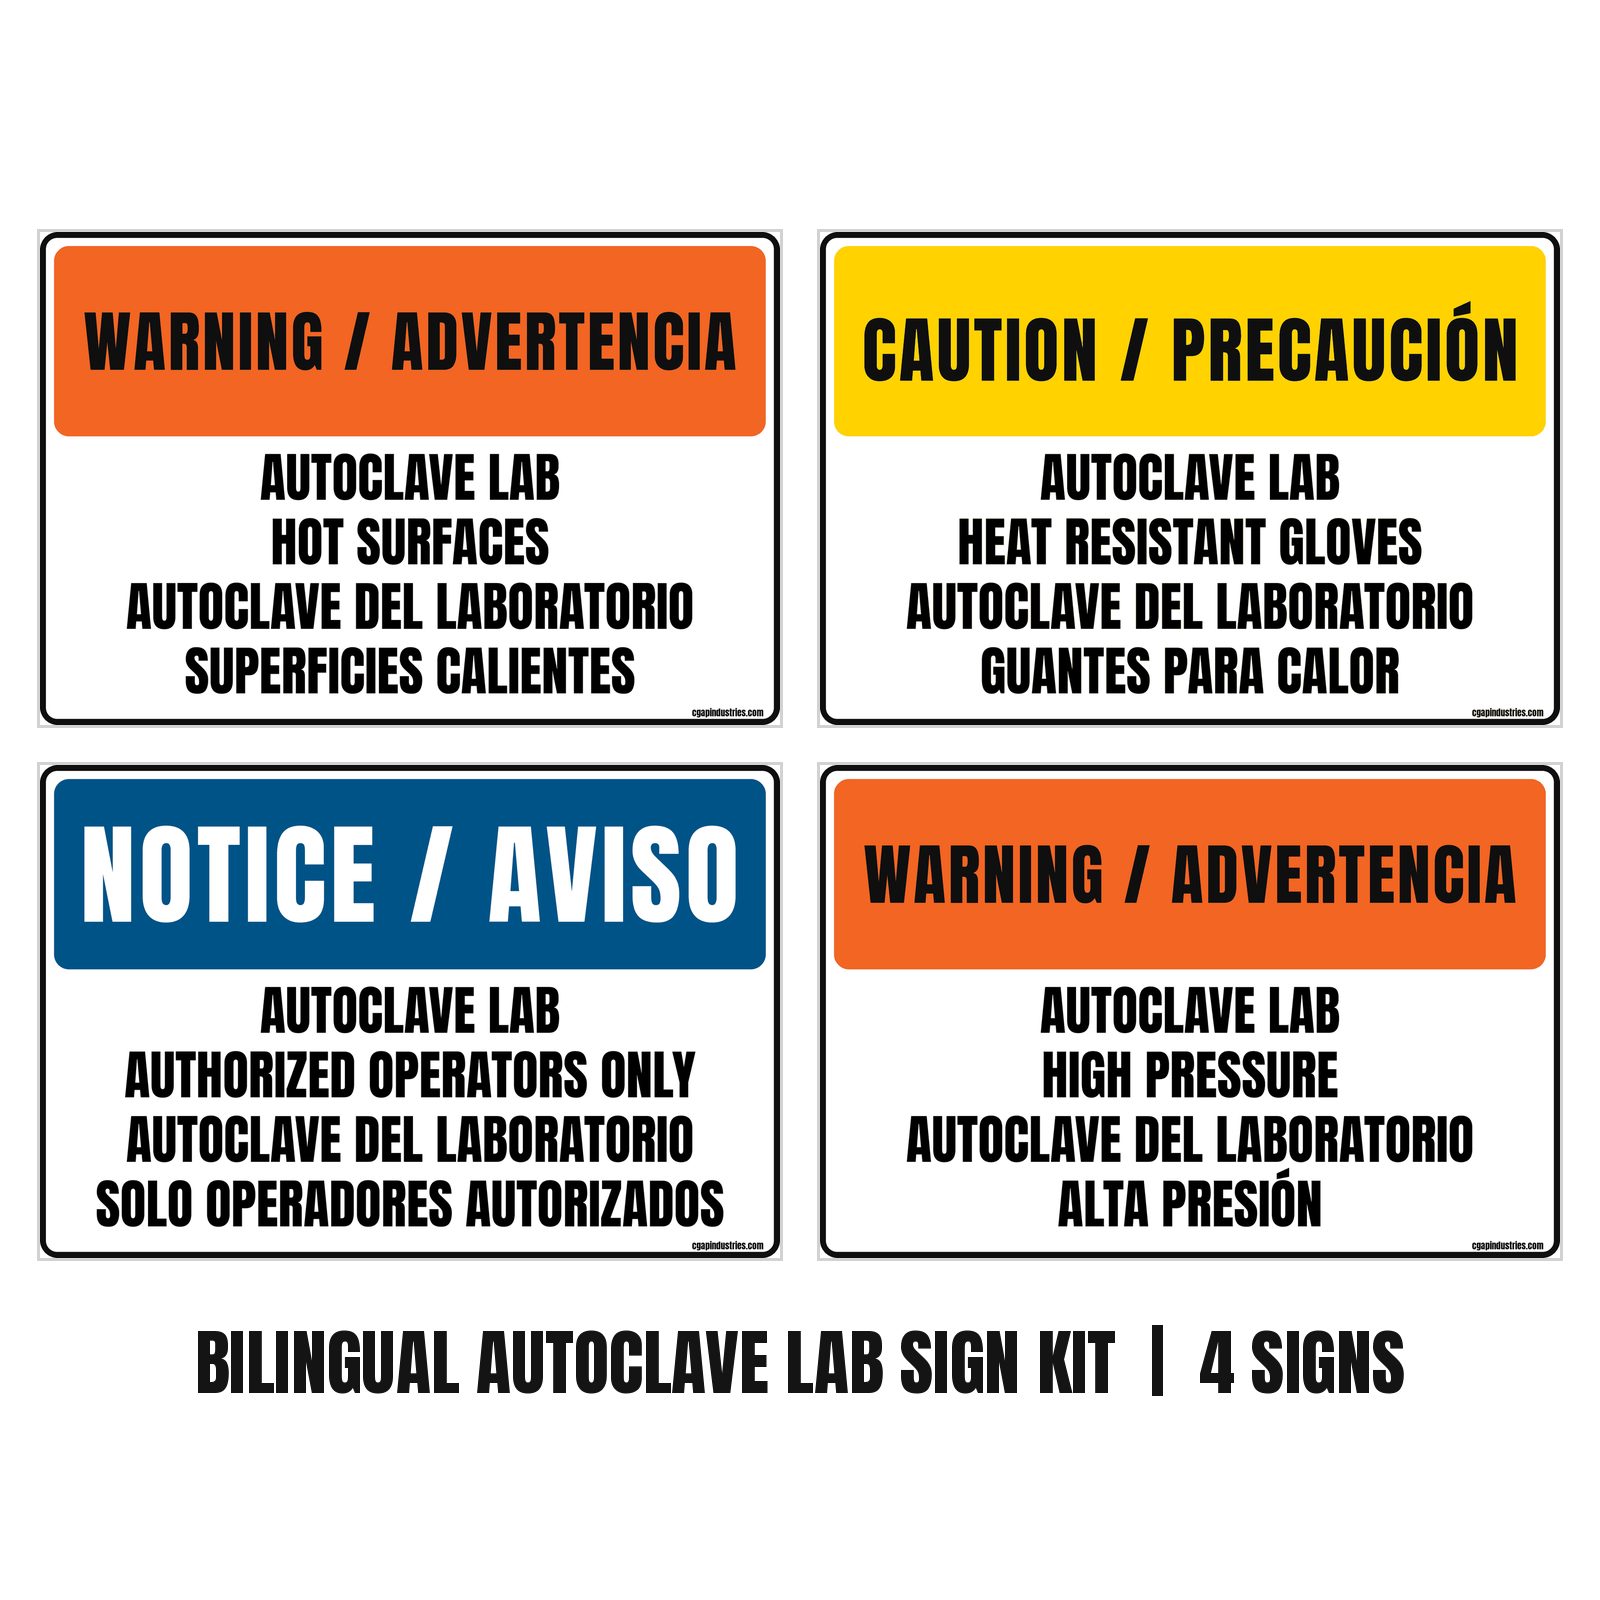 WARNING / ADVERTENCIA
AUTOCLAVE LAB
HOT SURFACES
AUTOCLAVE DEL LABORATORIO
SUPERFICIES CALIENTES
cgapindustries.com
CAUTION / PRECAUCIÓN
AUTOCLAVE LAB
HEAT RESISTANT GLOVES
AUTOCLAVE DEL LABORATORIO
GUANTES PARA CALOR
cgapindustries.com
NOTICE / AVISO
AUTOCLAVE LAB
AUTHORIZED OPERATORS ONLY
AUTOCLAVE DEL LABORATORIO
SOLO OPERADORES AUTORIZADOS
cgapindustries.com
WARNING / ADVERTENCIA
AUTOCLAVE LAB
HIGH PRESSURE
AUTOCLAVE DEL LABORATORIO
ALTA PRESIÓN
cgapindustries.com
BILINGUAL AUTOCLAVE LAB SIGN KIT | 4 SIGNS